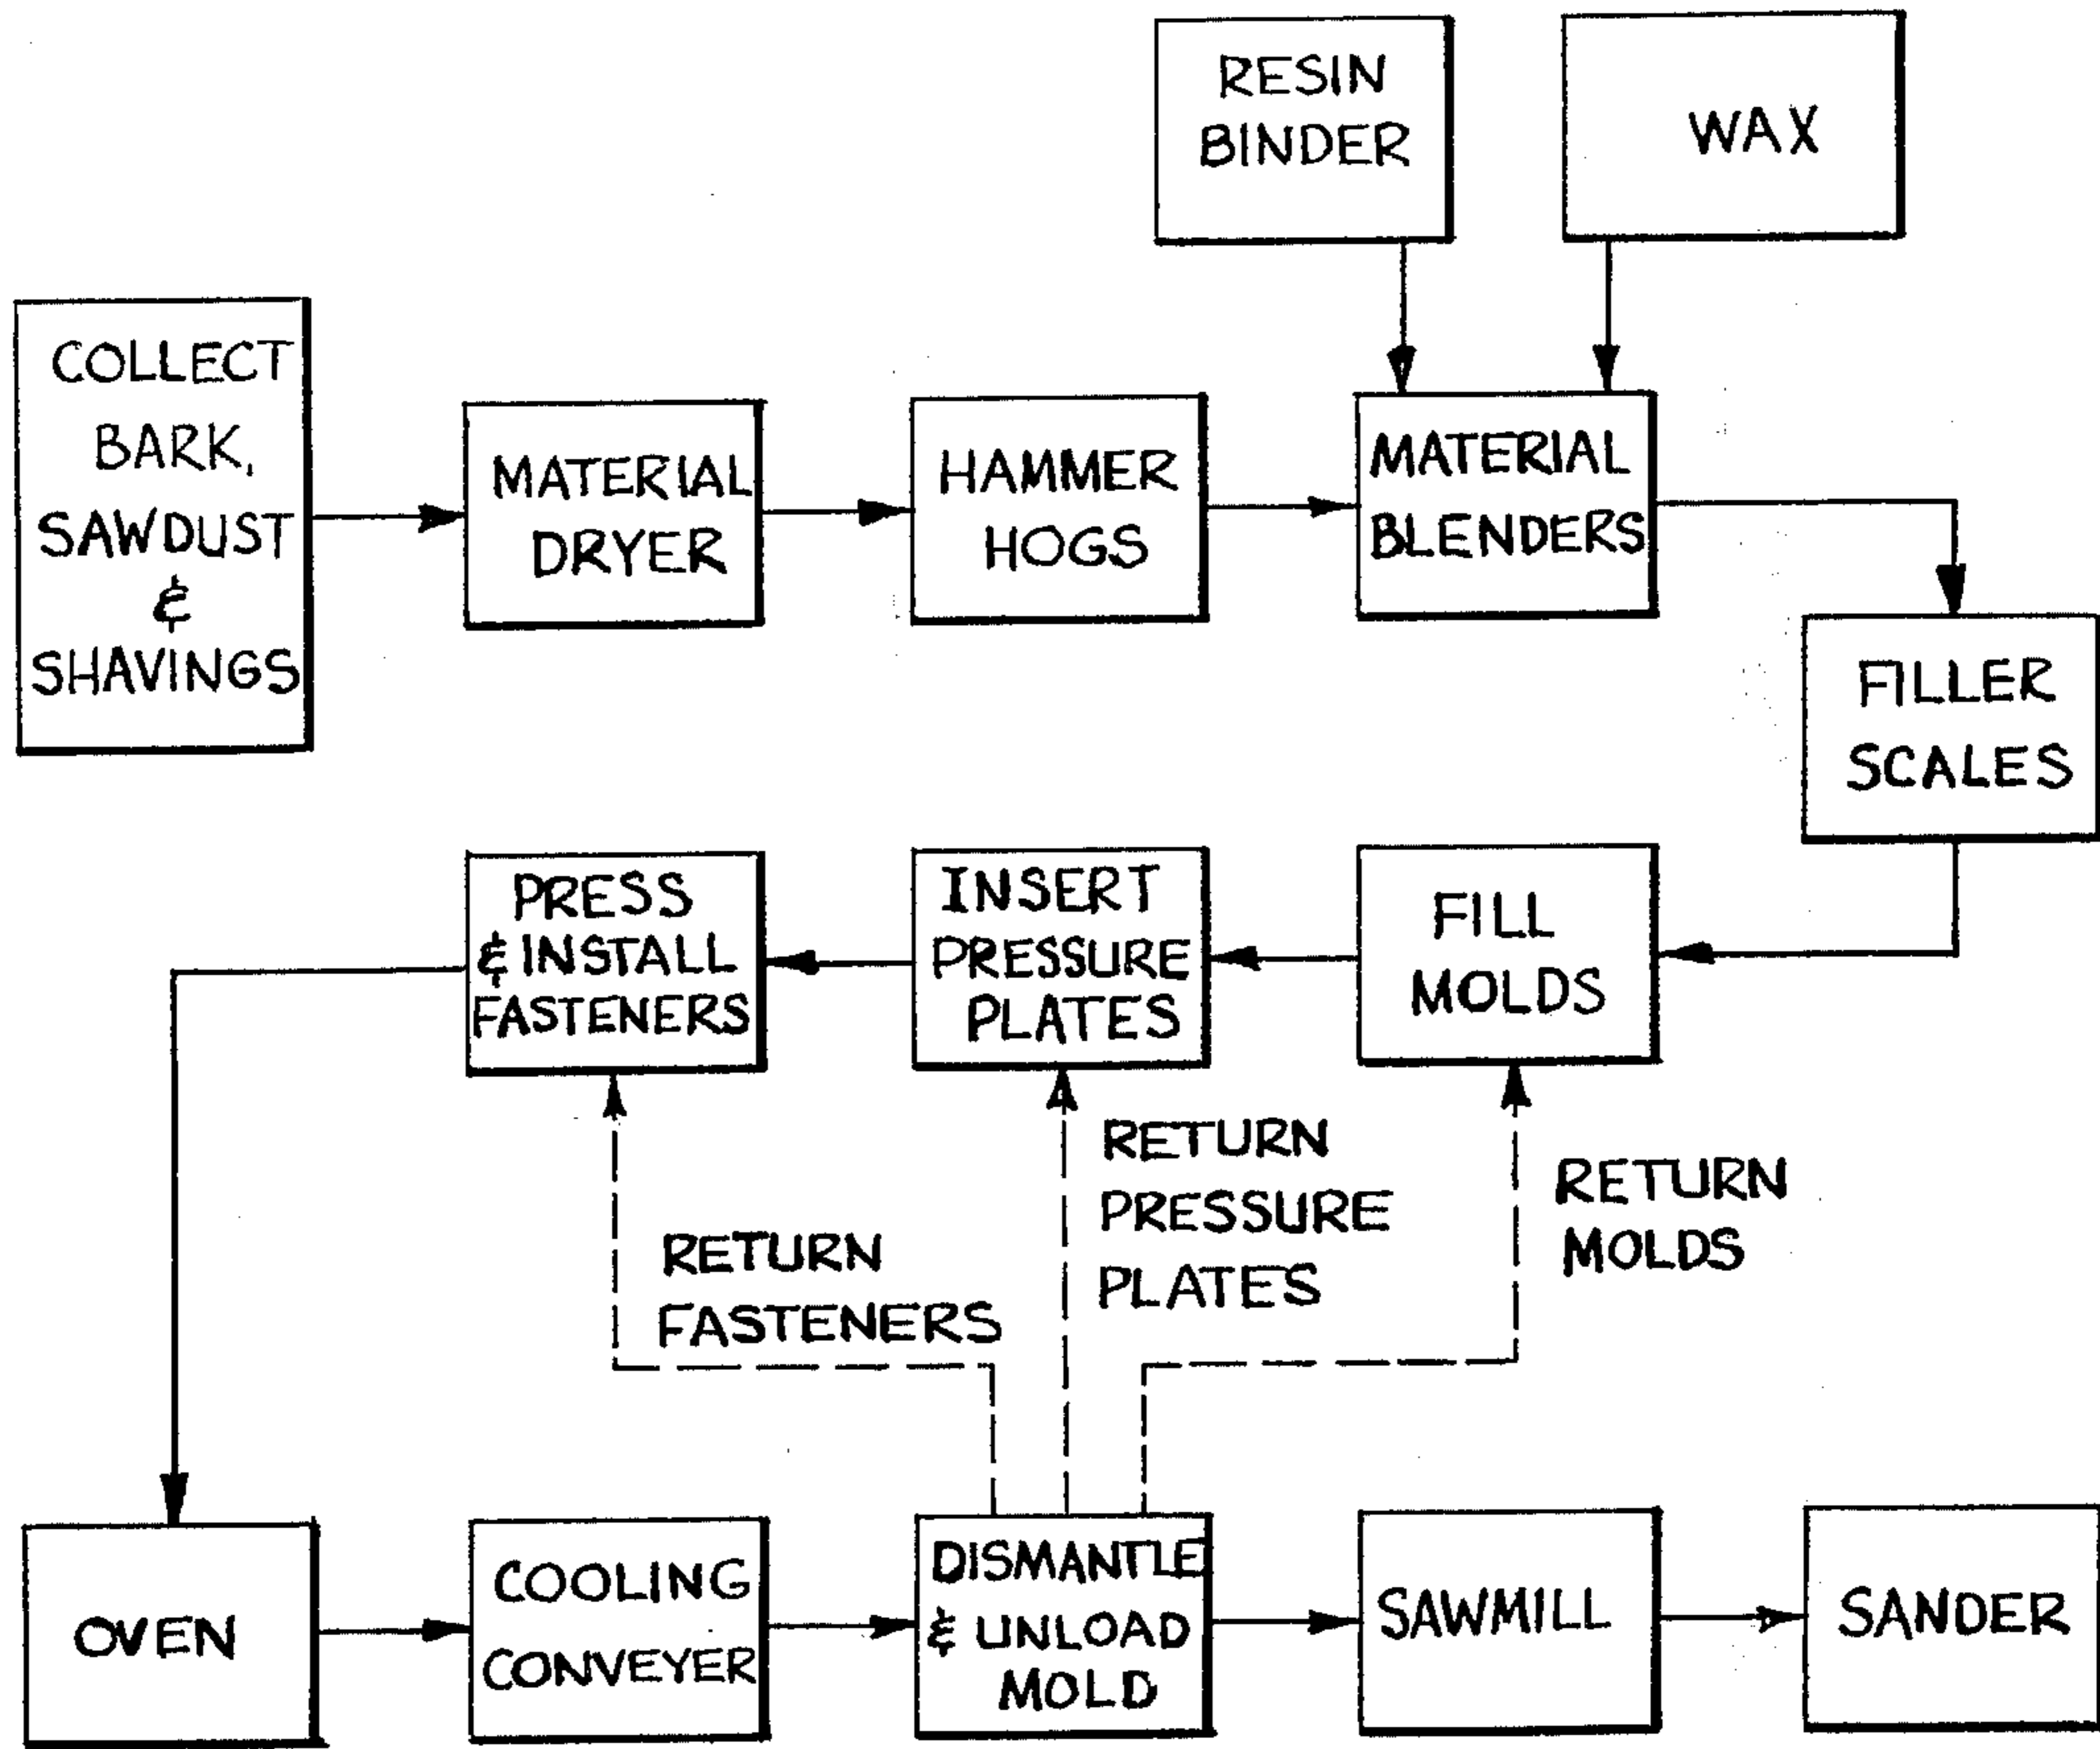 RESIN
BINDER
WAX
COLLECT
BARK,
SAWDUST
&
SHAVINGS
MATERIAL
DRYER
HAMMER
HOGS
MATERIAL
BLENDERS
FILLER
SCALES
PRESS
& INSTALL
FASTENERS
INSERT
PRESSURE
PLATES
FILL
MOLDS
RETURN
FASTENERS
RETURN
PRESSURE
PLATES
RETURN
MOLDS
OVEN
COOLING
CONVEYER
DISMANTLE
& UNLOAD
MOLD
SAWMILL
SANDER